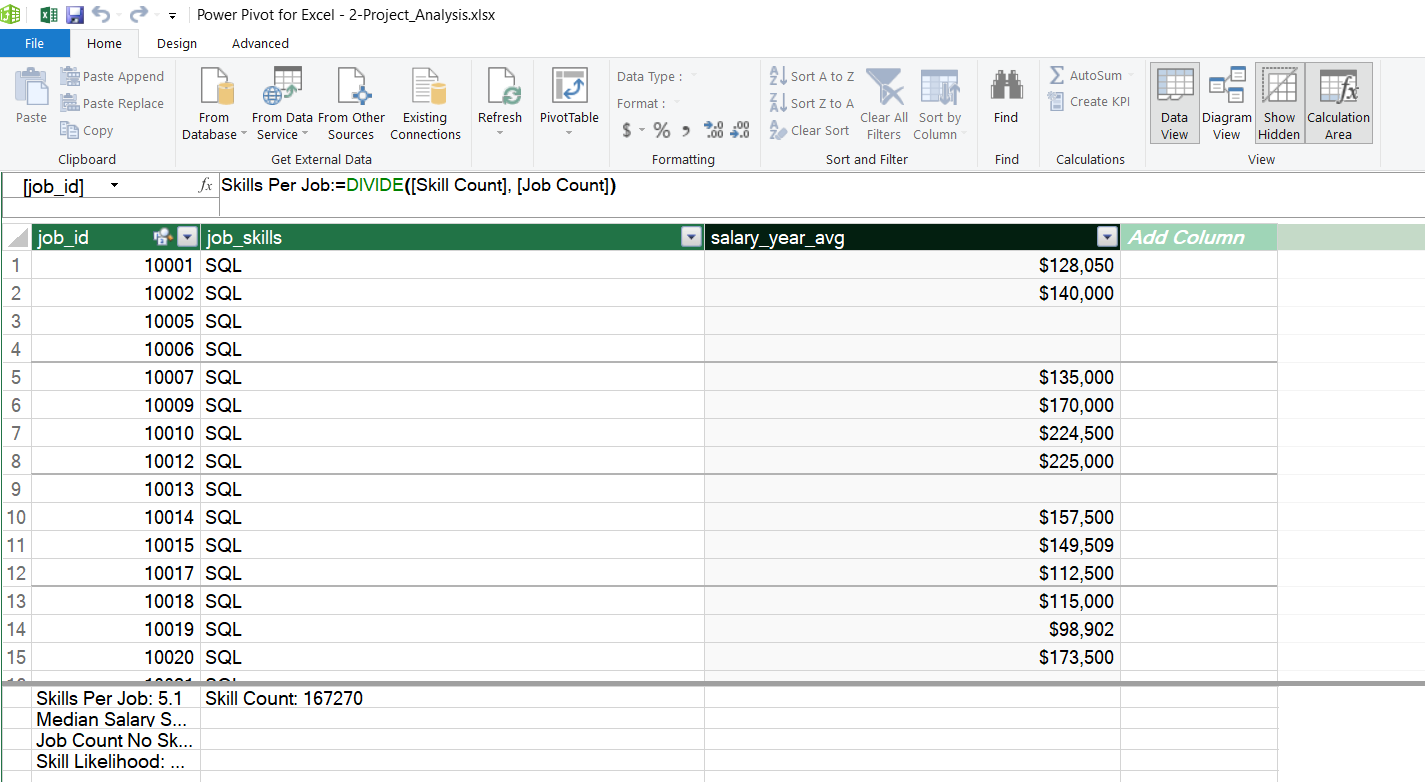 Power Pivot for Excel - 2-Project_Analysis.xlsx
File Home Design Advanced
Paste
Paste Append
Paste Replace
Copy
Clipboard
From Database
From Data Service
From Other Sources
Existing Connections
Get External Data
Refresh
PivotTable
Data Type :
Format :
$ % , .00 .00
Formatting
Sort A to Z
Sort Z to A
Clear Sort
Clear All Filters
Sort by Column
Sort and Filter
Find
Find
AutoSum
Create KPI
Calculations
Data View
Diagram View
Show Hidden
Calculation Area
View
[job_id] fx Skills Per Job:=DIVIDE([Skill Count], [Job Count])
job_id job_skills salary_year_avg Add Column
1 10001 SQL $128,050
2 10002 SQL $140,000
3 10005 SQL
4 10006 SQL
5 10007 SQL $135,000
6 10009 SQL $170,000
7 10010 SQL $224,500
8 10012 SQL $225,000
9 10013 SQL
10 10014 SQL $157,500
11 10015 SQL $149,509
12 10017 SQL $112,500
13 10018 SQL $115,000
14 10019 SQL $98,902
15 10020 SQL $173,500
Skills Per Job: 5.1 Skill Count: 167270
Median Salary S...
Job Count No Sk...
Skill Likelihood: ...